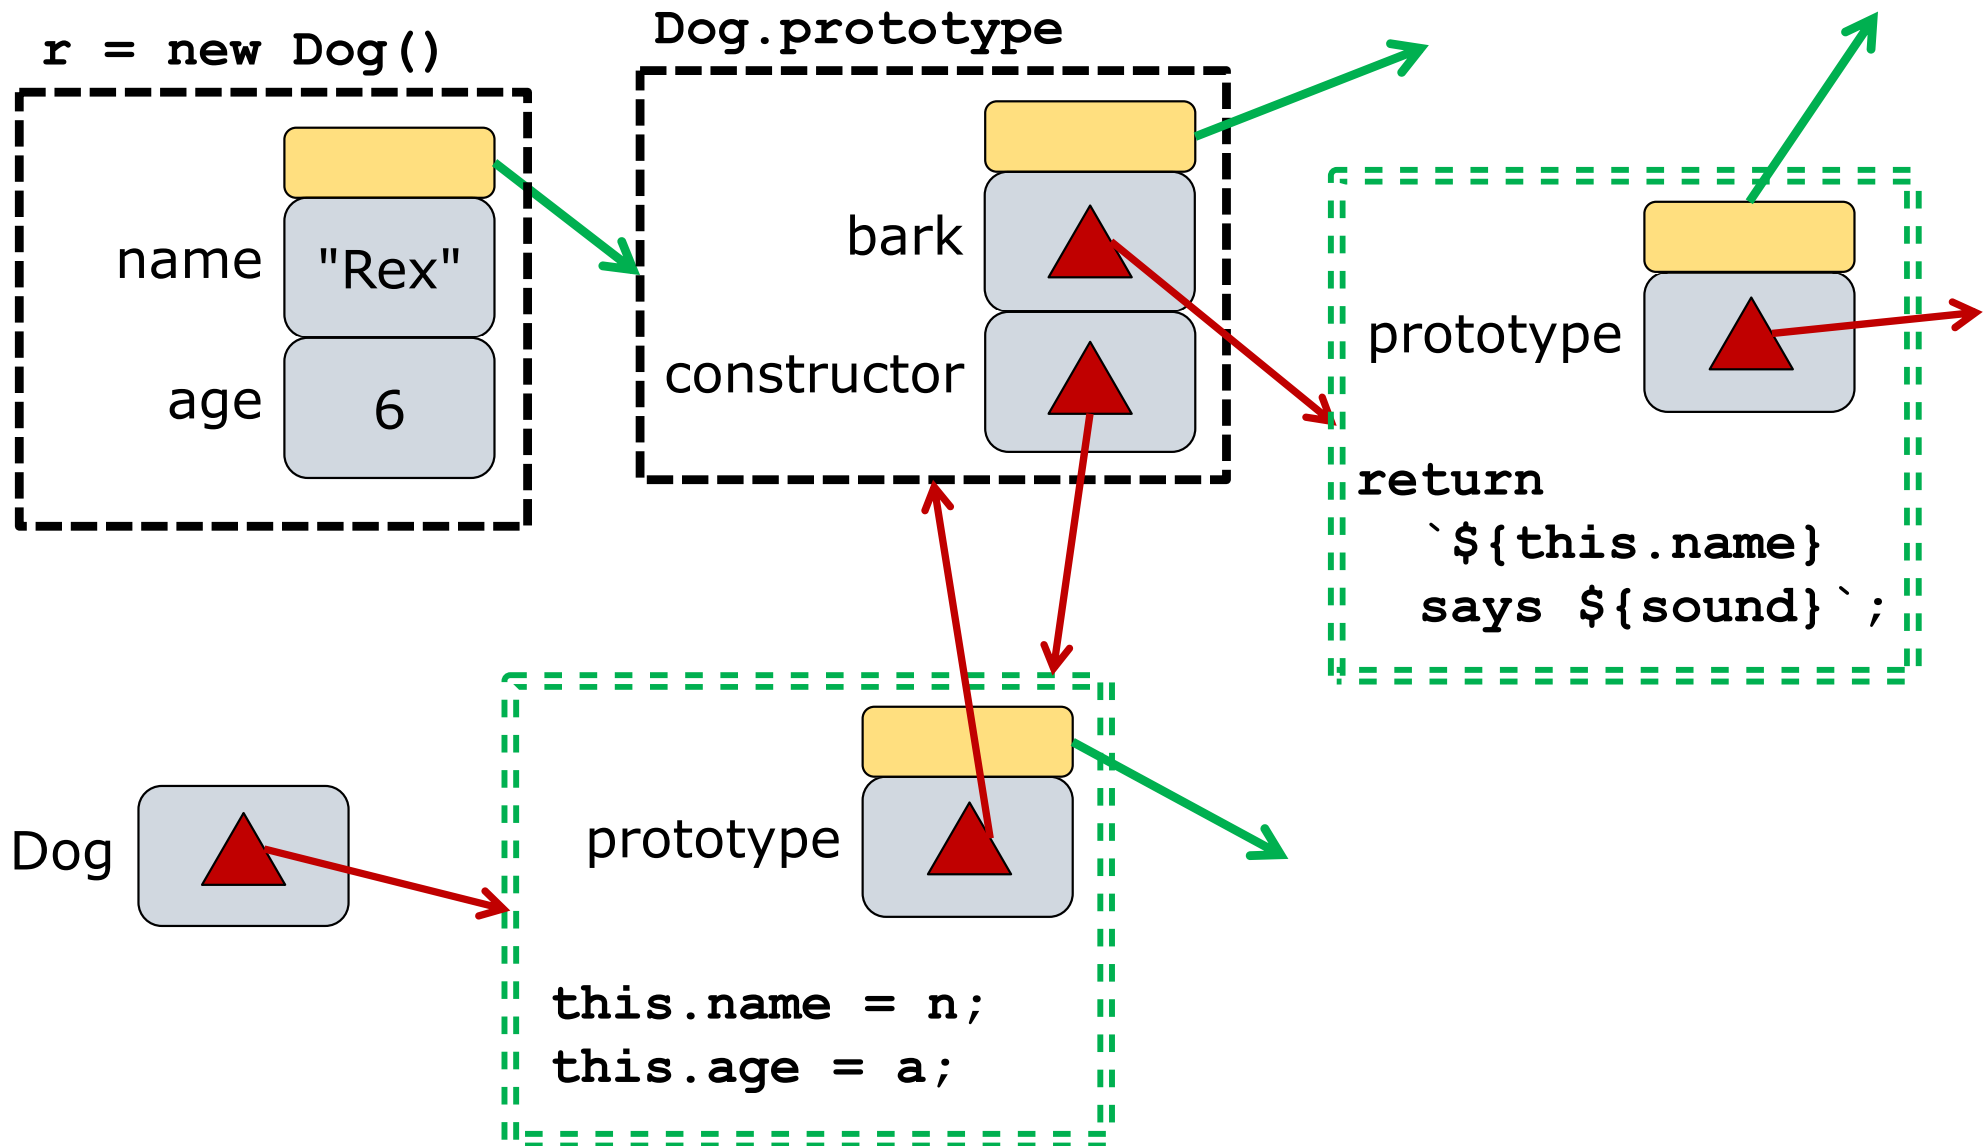 r = new Dog()
name
"Rex"
age
6
Dog.prototype
bark
constructor
prototype
return
`${this.name}
says ${sound}`;
Dog
prototype
this.name = n;
this.age = a;